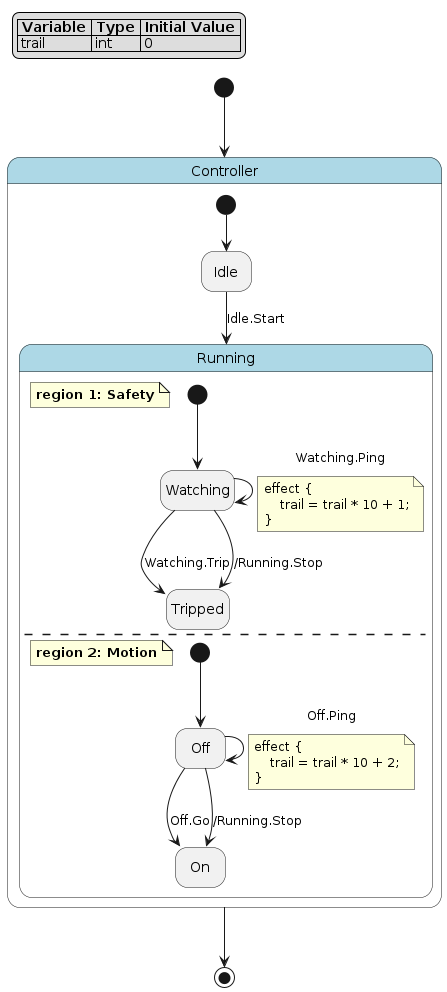 Variable Type Initial Value
trail int 0
Controller
Idle
Idle.Start
Running
region 1: Safety
Watching.Ping
Watching
effect {
    trail = trail * 10 + 1;
}
Watching.Trip /Running.Stop
Tripped
region 2: Motion
Off.Ping
Off
effect {
    trail = trail * 10 + 2;
}
Off.Go /Running.Stop
On